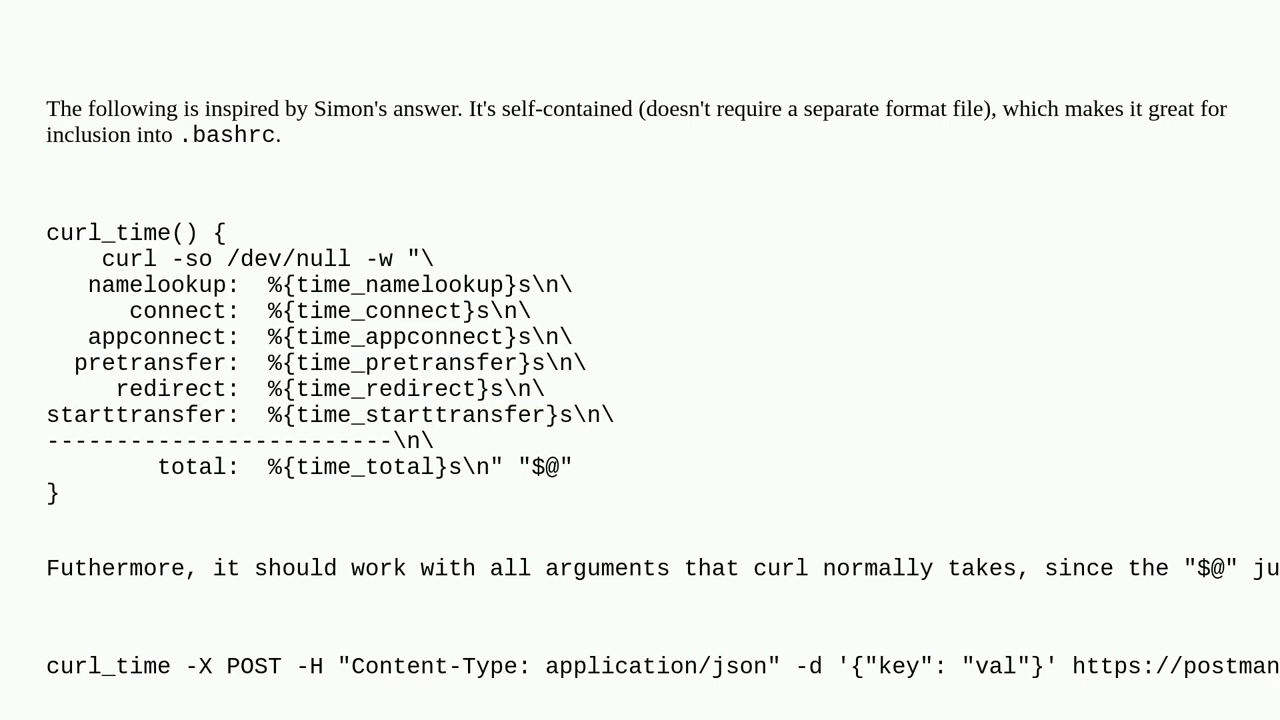 The following is inspired by Simon's answer. It's self-contained (doesn't require a separate format file), which makes it great for
inclusion into .bashrc.
curl_time() {
    curl -so /dev/null -w "\
   namelookup:  %{time_namelookup}s\n\
      connect:  %{time_connect}s\n\
   appconnect:  %{time_appconnect}s\n\
  pretransfer:  %{time_pretransfer}s\n\
     redirect:  %{time_redirect}s\n\
starttransfer:  %{time_starttransfer}s\n\
-------------------------\n\
        total:  %{time_total}s\n" "$@"
}
Futhermore, it should work with all arguments that curl normally takes, since the "$@" ju
curl_time -X POST -H "Content-Type: application/json" -d '{"key": "val"}' https://postman